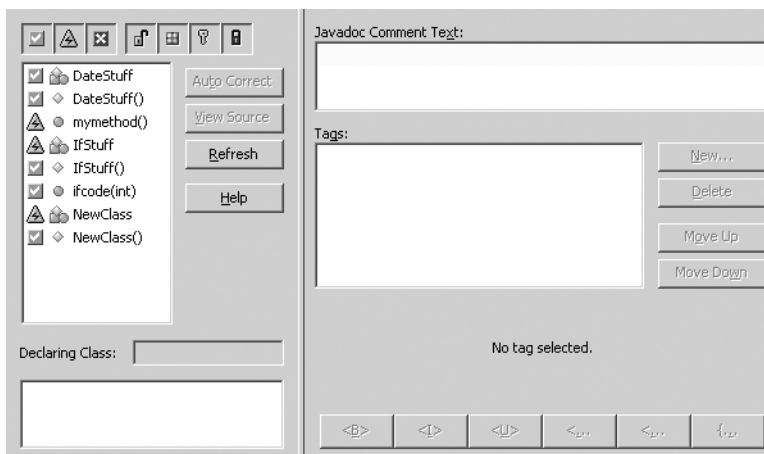 DateStuff
DateStuff()
mymethod()
IfStuff
IfStuff()
ifcode(int)
NewClass
NewClass()
Auto Correct
View Source
Refresh
Help
Declaring Class:
Javadoc Comment Text:
Tags:
New...
Delete
Move Up
Move Down
No tag selected.
<B>
<I>
<U>
<...
<...
{...